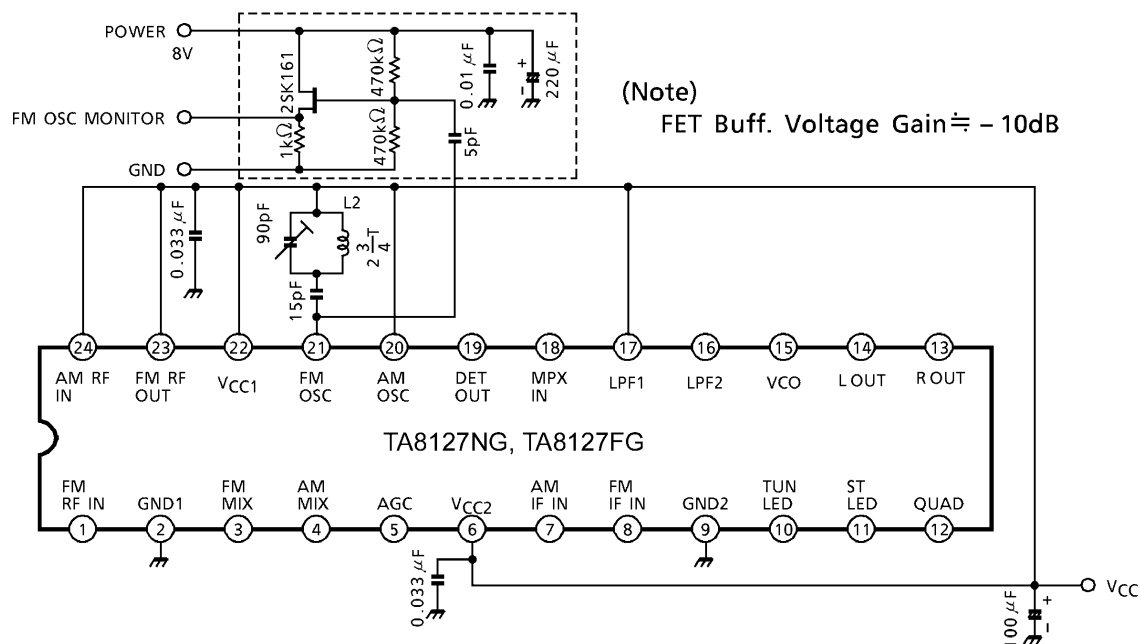 POWER
8V
2SK161
470kΩ
0.01 μF
+
-
220 μF
(Note)
FET Buff. Voltage Gain ≒ – 10dB
FM OSC MONITOR
1kΩ
470kΩ
5pF
GND
0.033 μF
90pF
L2
2 3/4 T
15pF
24 23 22 21 20 19 18 17 16 15 14 13
AM RF IN
FM RF OUT
VCC1
FM OSC
AM OSC
DET OUT
MPX IN
LPF1
LPF2
VCO
L OUT
R OUT
TA8127NG, TA8127FG
FM RF IN
GND1
FM MIX
AM MIX
AGC
VCC2
AM IF IN
FM IF IN
GND2
TUN LED
ST LED
QUAD
1 2 3 4 5 6 7 8 9 10 11 12
0.033 μF
VCC
100 μF
+
-